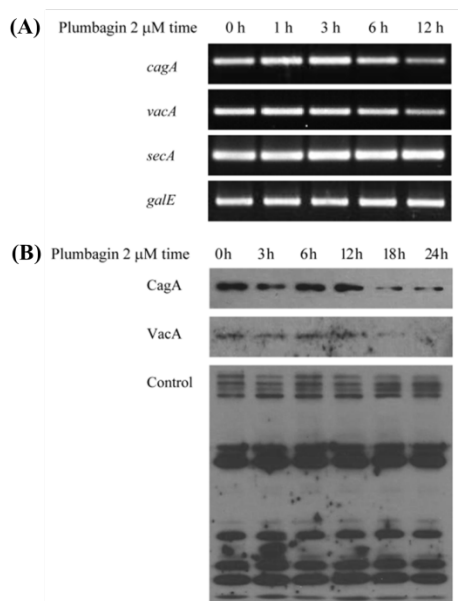 (A) Plumbagin 2 μM time 0 h 1 h 3 h 6 h 12 h
cagA
vacA
secA
galE
(B) Plumbagin 2 μM time 0h 3h 6h 12h 18h 24h
CagA
VacA
Control